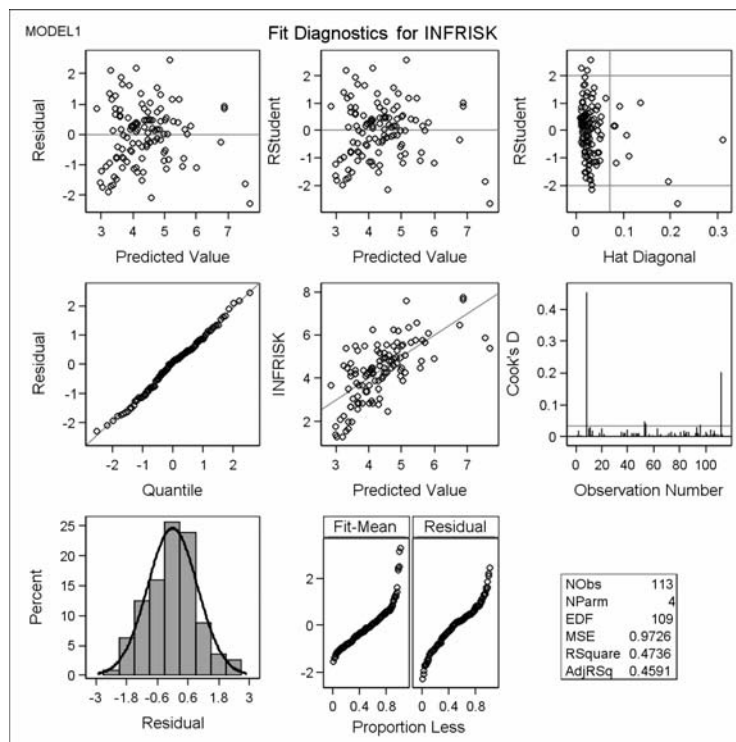 MODEL1
Fit Diagnostics for INFRISK
Residual
2
1
0
-1
-2
3 4 5 6 7
Predicted Value
RStudent
2
1
0
-1
-2
3 4 5 6 7
Predicted Value
RStudent
2
1
0
-1
-2
0 0.1 0.2 0.3
Hat Diagonal
Residual
2
1
0
-1
-2
-2 -1 0 1 2
Quantile
INFRISK
8
6
4
2
3 4 5 6 7
Predicted Value
Cook's D
0.4
0.3
0.2
0.1
0
0 20 40 60 80 100
Observation Number
Percent
25
20
15
10
5
0
-3 -1.8 -0.6 0.6 1.8 3
Residual
Fit-Mean Residual
2
0
-2
0 0.4 0.8 0 0.4 0.8
Proportion Less
NObs 113
NParm 4
EDF 109
MSE 0.9726
RSquare 0.4736
AdjRSq 0.4591